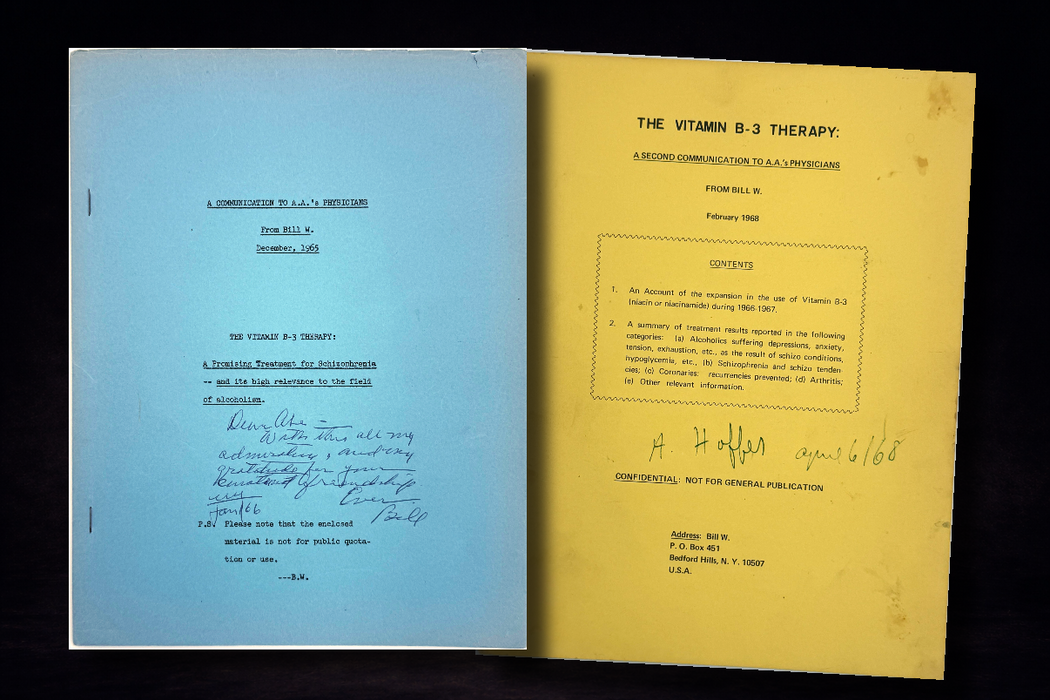 A COMMUNICATION TO A.A.'s PHYSICIANS
From Bill W.
December, 1965
THE VITAMIN B-3 THERAPY:
A Promising Treatment for Schizophrenia
-- and its high relevance to the field
of alcoholism.
Dear Abe —
With this all my
admiration, and my
gratitude for your
friendship
Jan/66
Ever
Bill
P.S. Please note that the enclosed
material is not for public quota-
tion or use.
---B.W.
THE VITAMIN B-3 THERAPY:
A SECOND COMMUNICATION TO A.A.'s PHYSICIANS
FROM BILL W.
February 1968
CONTENTS
1. An Account of the expansion in the use of Vitamin B-3
(niacin or niacinamide) during 1966-1967.
2. A summary of treatment results reported in the following
categories: (a) Alcoholics suffering depressions, anxiety,
tension, exhaustion, etc., as the result of schizo conditions,
hypoglycemia, etc., (b) Schizophrenia and schizo tenden-
cies; (c) Coronaries: recurrencies prevented; (d) Arthritis;
(e) Other relevant information.
A. Hoffer april 6/68
CONFIDENTIAL: NOT FOR GENERAL PUBLICATION
Address: Bill W.
P. O. Box 451
Bedford Hills, N. Y. 10507
U.S.A.